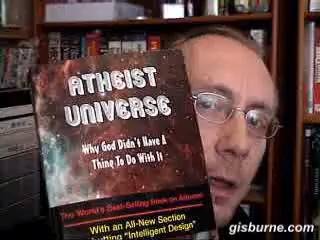 ATHEIST
UNIVERSE
Why God Didn't Have A
Thing To Do With It
The World's Best-Selling Book on Atheism
With an All-New Section
"Intelligent Design"
gisburne.com